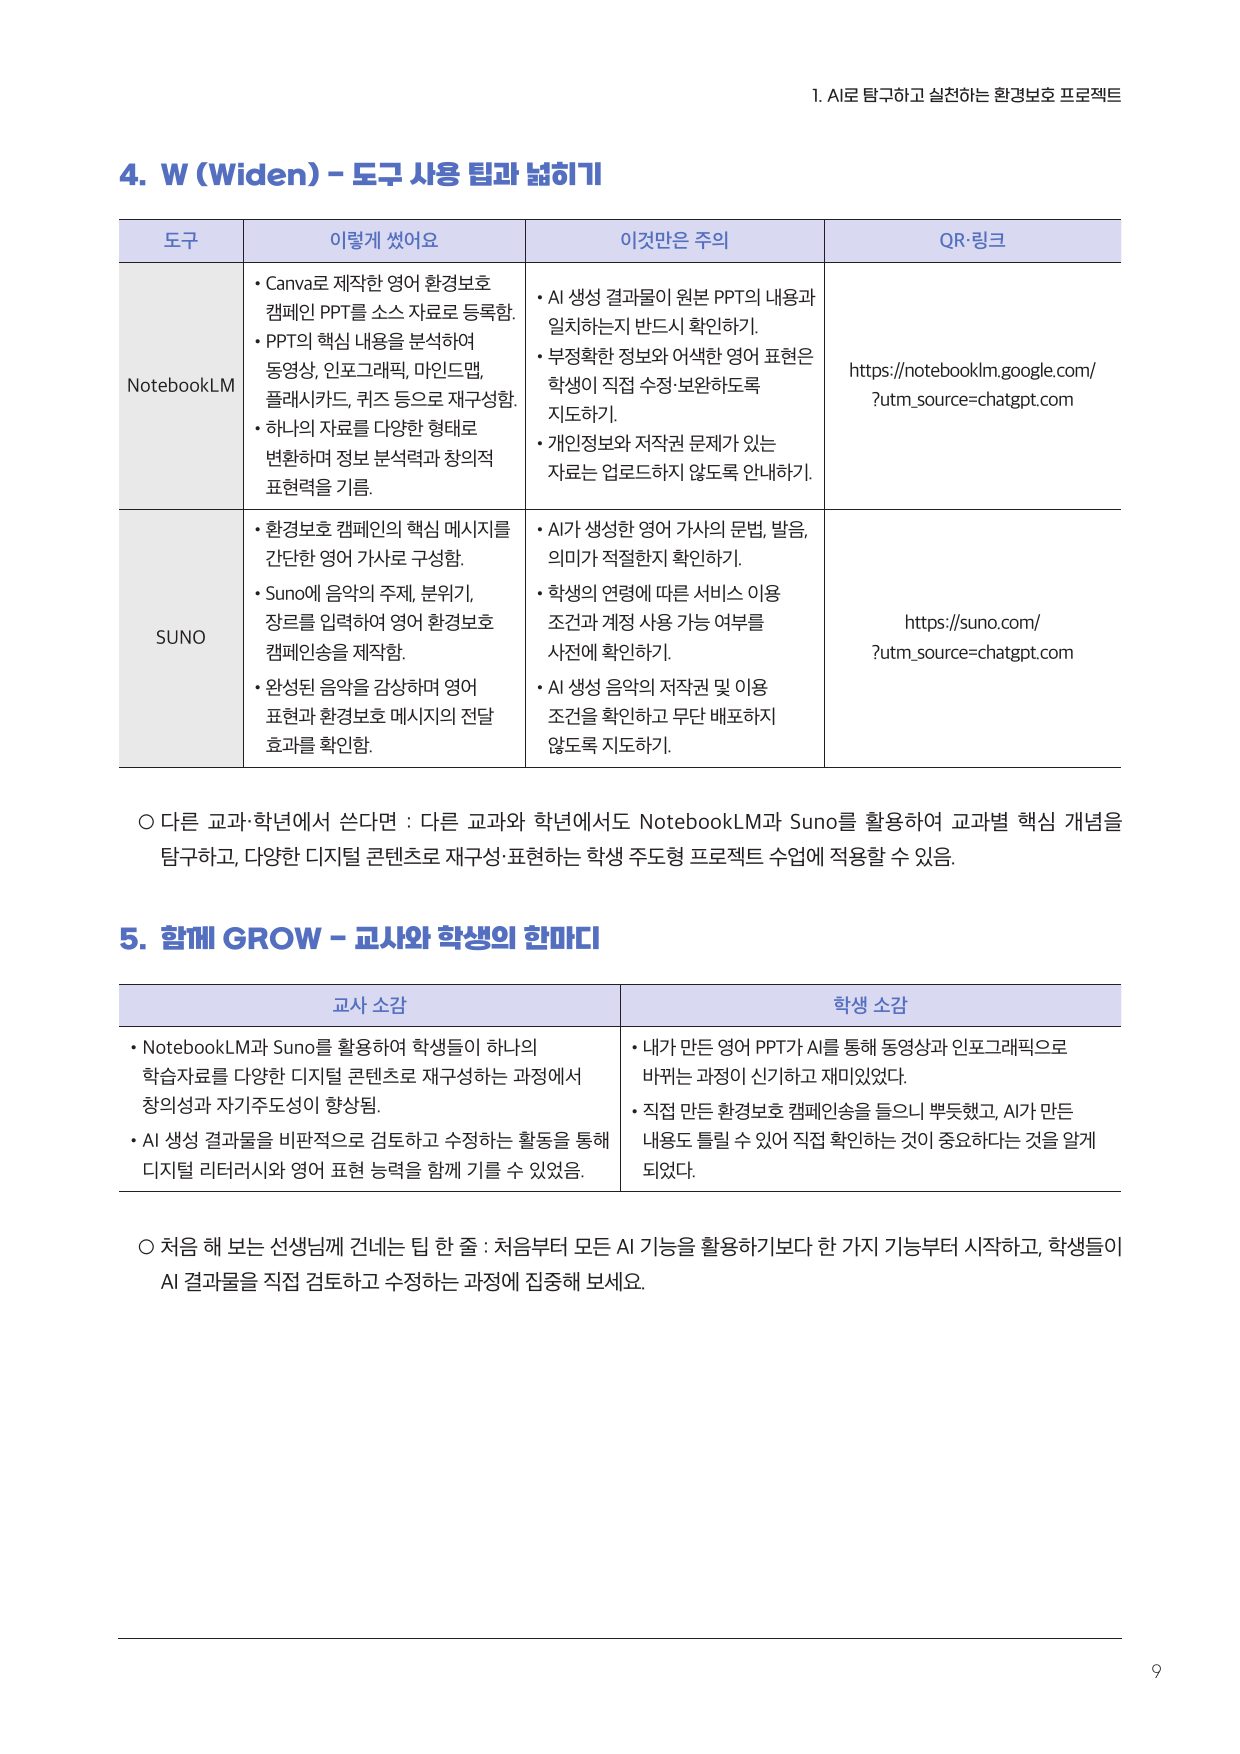 1. AI로 탐구하고 실천하는 환경보호 프로젝트
4. W (Widen) – 도구 사용 팁과 넓히기
도구
이렇게 썼어요
이것만은 주의
QR·링크
NotebookLM
• Canva로 제작한 영어 환경보호
캠페인 PPT를 소스 자료로 등록함.
• PPT의 핵심 내용을 분석하여
동영상, 인포그래픽, 마인드맵,
플래시카드, 퀴즈 등으로 재구성함.
• 하나의 자료를 다양한 형태로
변환하며 정보 분석력과 창의적
표현력을 기름.
• AI 생성 결과물이 원본 PPT의 내용과
일치하는지 반드시 확인하기.
• 부정확한 정보와 어색한 영어 표현은
학생이 직접 수정·보완하도록
지도하기.
• 개인정보와 저작권 문제가 있는
자료는 업로드하지 않도록 안내하기.
https://notebooklm.google.com/
?utm_source=chatgpt.com
SUNO
• 환경보호 캠페인의 핵심 메시지를
간단한 영어 가사로 구성함.
• Suno에 음악의 주제, 분위기,
장르를 입력하여 영어 환경보호
캠페인송을 제작함.
• 완성된 음악을 감상하며 영어
표현과 환경보호 메시지의 전달
효과를 확인함.
• AI가 생성한 영어 가사의 문법, 발음,
의미가 적절한지 확인하기.
• 학생의 연령에 따른 서비스 이용
조건과 계정 사용 가능 여부를
사전에 확인하기.
• AI 생성 음악의 저작권 및 이용
조건을 확인하고 무단 배포하지
않도록 지도하기.
https://suno.com/
?utm_source=chatgpt.com
○ 다른 교과·학년에서 쓴다면 : 다른 교과와 학년에서도 NotebookLM과 Suno를 활용하여 교과별 핵심 개념을
탐구하고, 다양한 디지털 콘텐츠로 재구성·표현하는 학생 주도형 프로젝트 수업에 적용할 수 있음.
5. 함께 GROW – 교사와 학생의 한마디
교사 소감
학생 소감
• NotebookLM과 Suno를 활용하여 학생들이 하나의
학습자료를 다양한 디지털 콘텐츠로 재구성하는 과정에서
창의성과 자기주도성이 향상됨.
• AI 생성 결과물을 비판적으로 검토하고 수정하는 활동을 통해
디지털 리터러시와 영어 표현 능력을 함께 기를 수 있었음.
• 내가 만든 영어 PPT가 AI를 통해 동영상과 인포그래픽으로
바뀌는 과정이 신기하고 재미있었다.
• 직접 만든 환경보호 캠페인송을 들으니 뿌듯했고, AI가 만든
내용도 틀릴 수 있어 직접 확인하는 것이 중요하다는 것을 알게
되었다.
○ 처음 해 보는 선생님께 건네는 팁 한 줄 : 처음부터 모든 AI 기능을 활용하기보다 한 가지 기능부터 시작하고, 학생들이
AI 결과물을 직접 검토하고 수정하는 과정에 집중해 보세요.
9